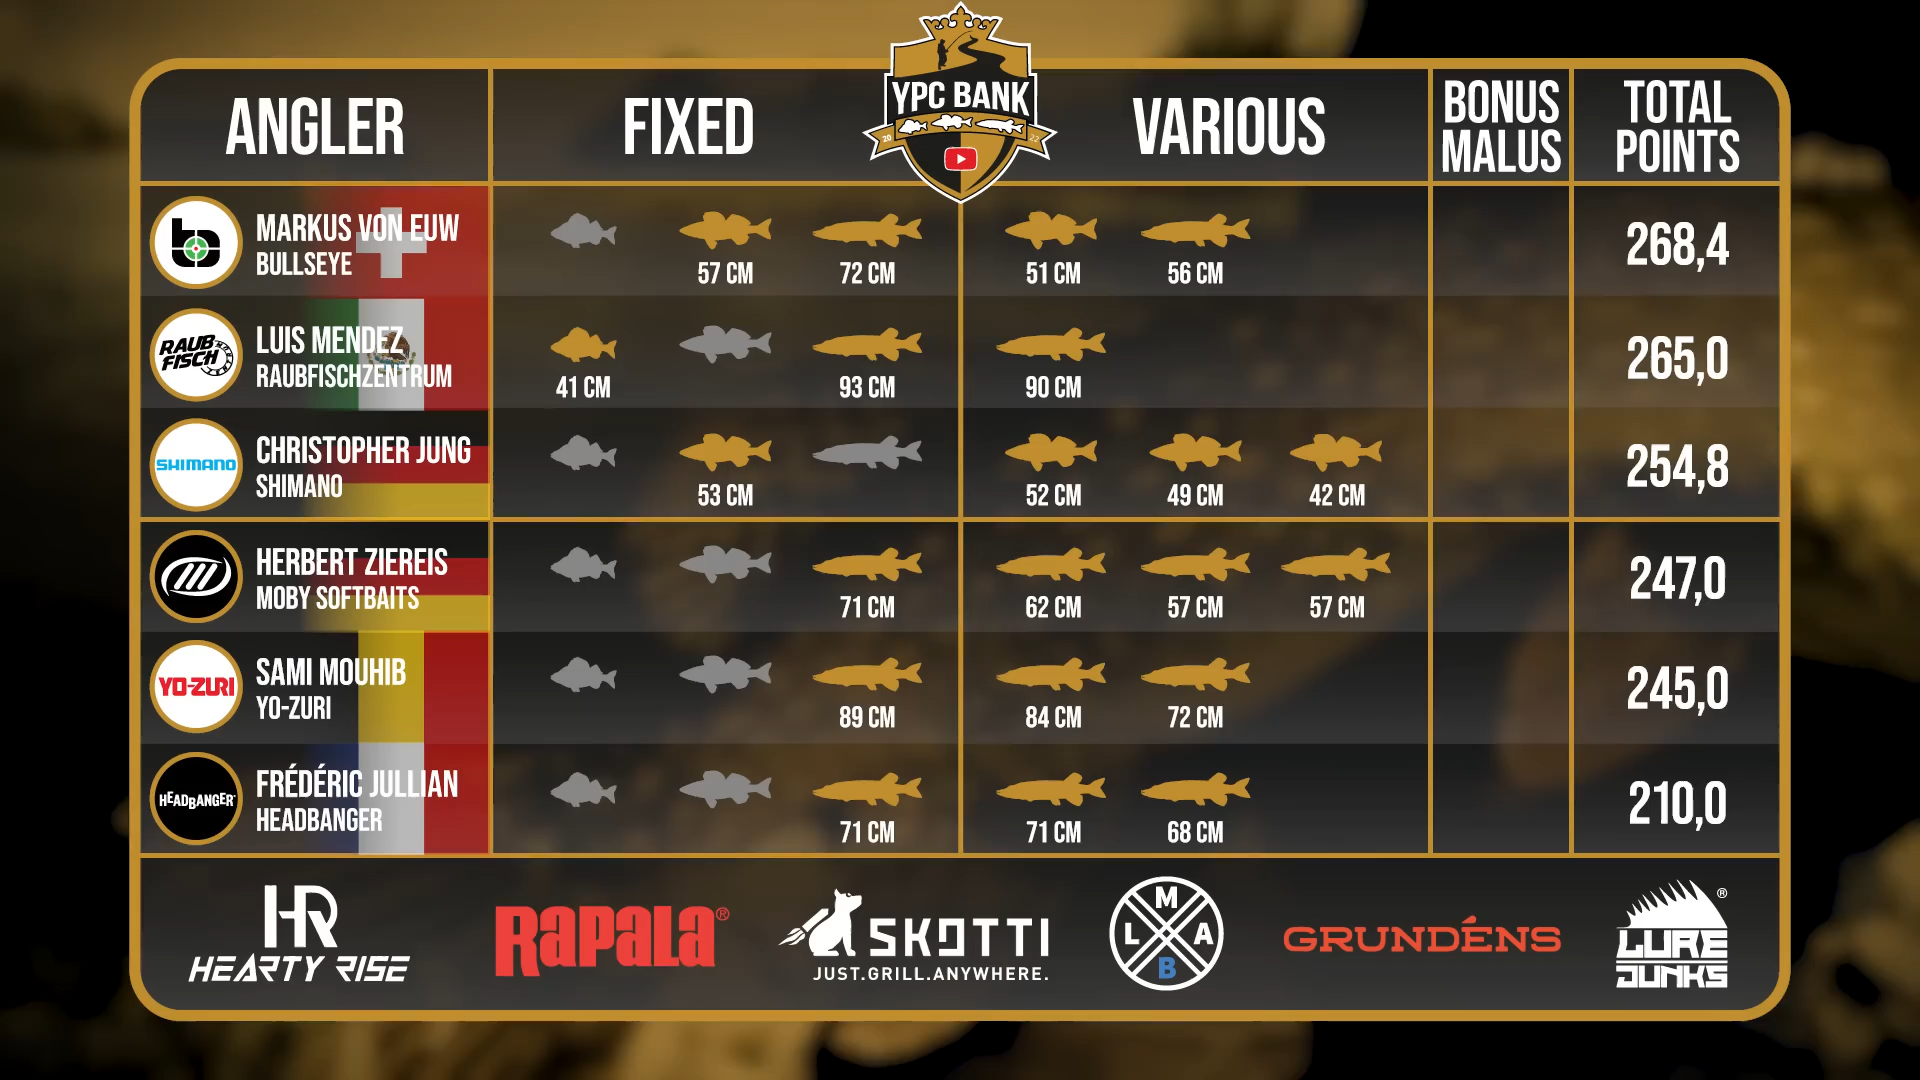 YPC BANK
20 22
ANGLER FIXED VARIOUS BONUS MALUS TOTAL POINTS
MARKUS VON EUW
BULLSEYE
57 CM 72 CM 51 CM 56 CM 268,4
RAUB FISCH
LUIS MENDEZ
RAUBFISCHZENTRUM
41 CM 93 CM 90 CM 265,0
SHIMANO
CHRISTOPHER JUNG
SHIMANO
53 CM 52 CM 49 CM 42 CM 254,8
HERBERT ZIEREIS
MOBY SOFTBAITS
71 CM 62 CM 57 CM 57 CM 247,0
YO-ZURI
SAMI MOUHIB
YO-ZURI
89 CM 84 CM 72 CM 245,0
HEADBANGER
FRÉDÉRIC JULLIAN
HEADBANGER
71 CM 71 CM 68 CM 210,0
HR
HEARTY RISE
RAPALA®
SKOTTI
JUST.GRILL.ANYWHERE.
M
L A
B
GRUNDÉNS
LURE ®
JUNKS